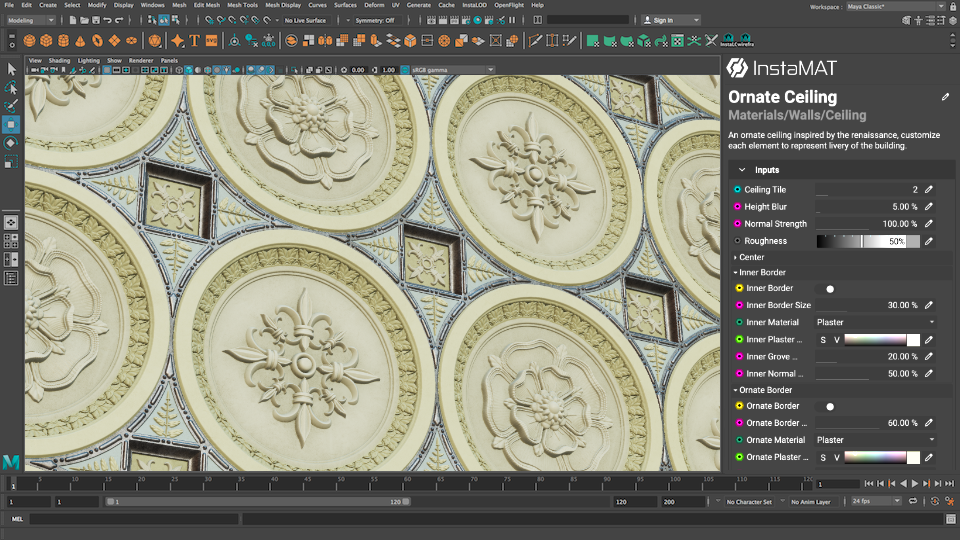 File Edit Create Select Modify Display Windows Mesh Edit Mesh Mesh Tools Mesh Display Curves Surfaces Deform UV Generate Cache InstaLOD OpenFlight Help
Workspace : Maya Classic*
Modeling
No Live Surface
Symmetry: Off
Sign In
View Shading Lighting Show Renderer Panels
0.00 1.00 sRGB gamma
InstaMAT
Ornate Ceiling
Materials/Walls/Ceiling
An ornate ceiling inspired by the renaissance, customize
each element to represent livery of the building.
Inputs
Ceiling Tile 2
Height Blur 5.00 %
Normal Strength 100.00 %
Roughness 50%
Center
Inner Border
Inner Border
Inner Border Size 30.00 %
Inner Material Plaster
Inner Plaster ... S V
Inner Grove ... 20.00 %
Inner Normal ... 50.00 %
Ornate Border
Ornate Border
Ornate Border ... 60.00 %
Ornate Material Plaster
Ornate Plaster ... S V
1 5 10 15 20 25 30 35 40 45 50 55 60 65 70 75 80 85 90 95 100 105 110 115 120
1
1 1 1 120 120 200 No Character Set No Anim Layer 24 fps
MEL